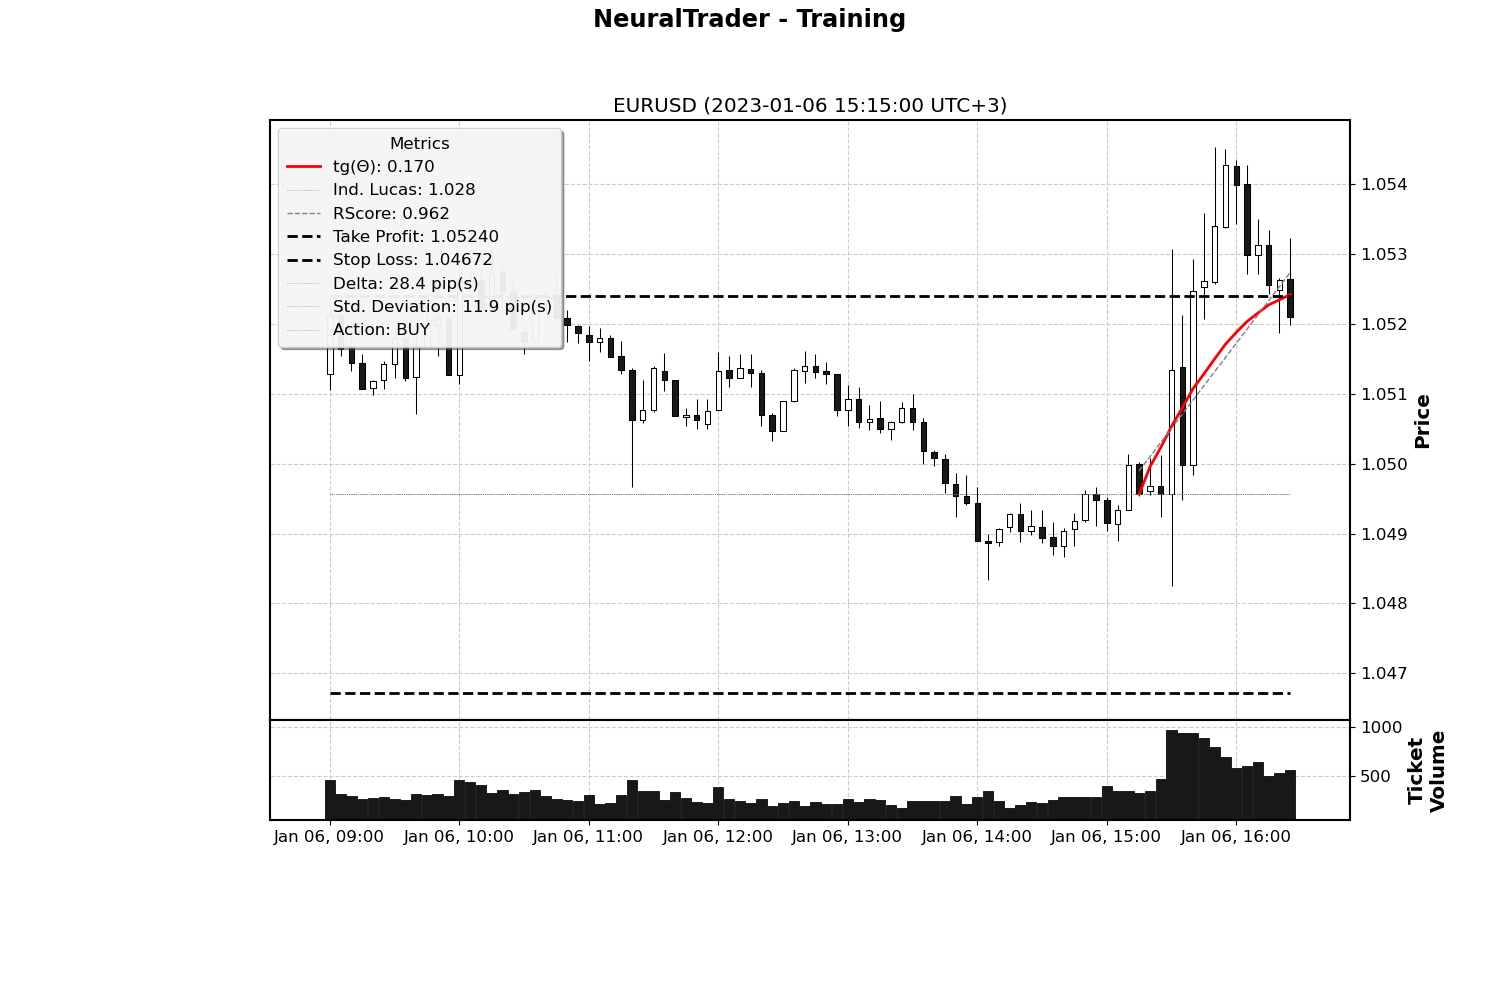 NeuralTrader - Training
EURUSD (2023-01-06 15:15:00 UTC+3)
Metrics
tg(Θ): 0.170
Ind. Lucas: 1.028
RScore: 0.962
Take Profit: 1.05240
Stop Loss: 1.04672
Delta: 28.4 pip(s)
Std. Deviation: 11.9 pip(s)
Action: BUY
1.054
1.053
1.052
1.051
1.050
1.049
1.048
1.047
Price
1000
500
Ticket
Volume
Jan 06, 09:00
Jan 06, 10:00
Jan 06, 11:00
Jan 06, 12:00
Jan 06, 13:00
Jan 06, 14:00
Jan 06, 15:00
Jan 06, 16:00